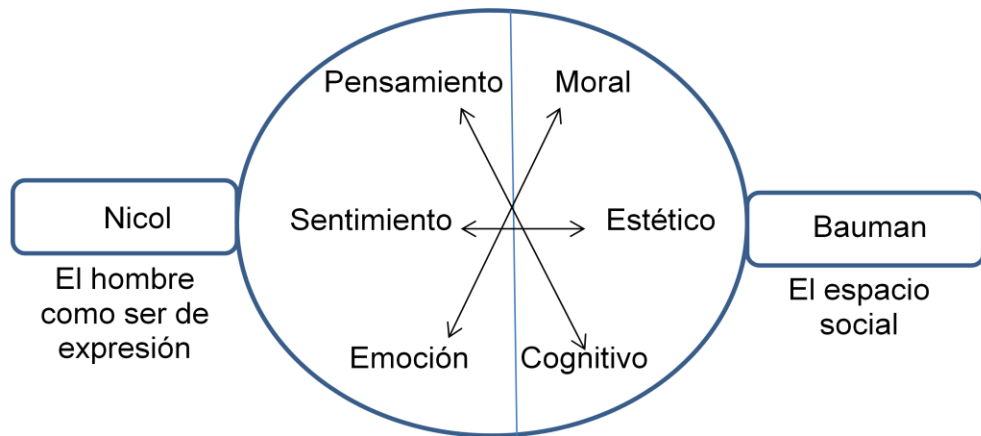 Pensamiento
Moral
Nicol
Sentimiento
Estético
Bauman
El hombre
como ser de
expresión
El espacio
social
Emoción
Cognitivo